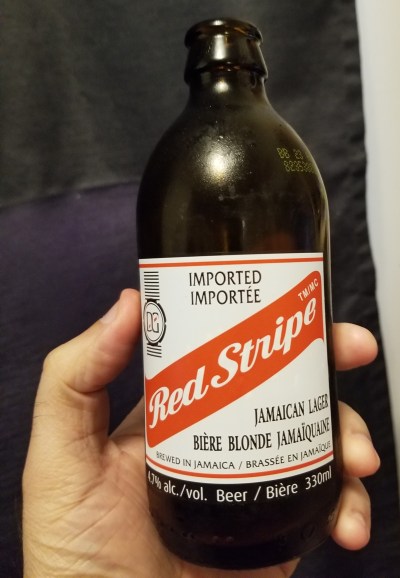 IMPORTED
IMPORTÉE
DG
TM/MC
Red Stripe
JAMAICAN LAGER
BIÈRE BLONDE JAMAÏQUAINE
BREWED IN JAMAICA / BRASSÉE EN JAMAÏQUE
4.7% alc./vol. Beer / Bière 330ml